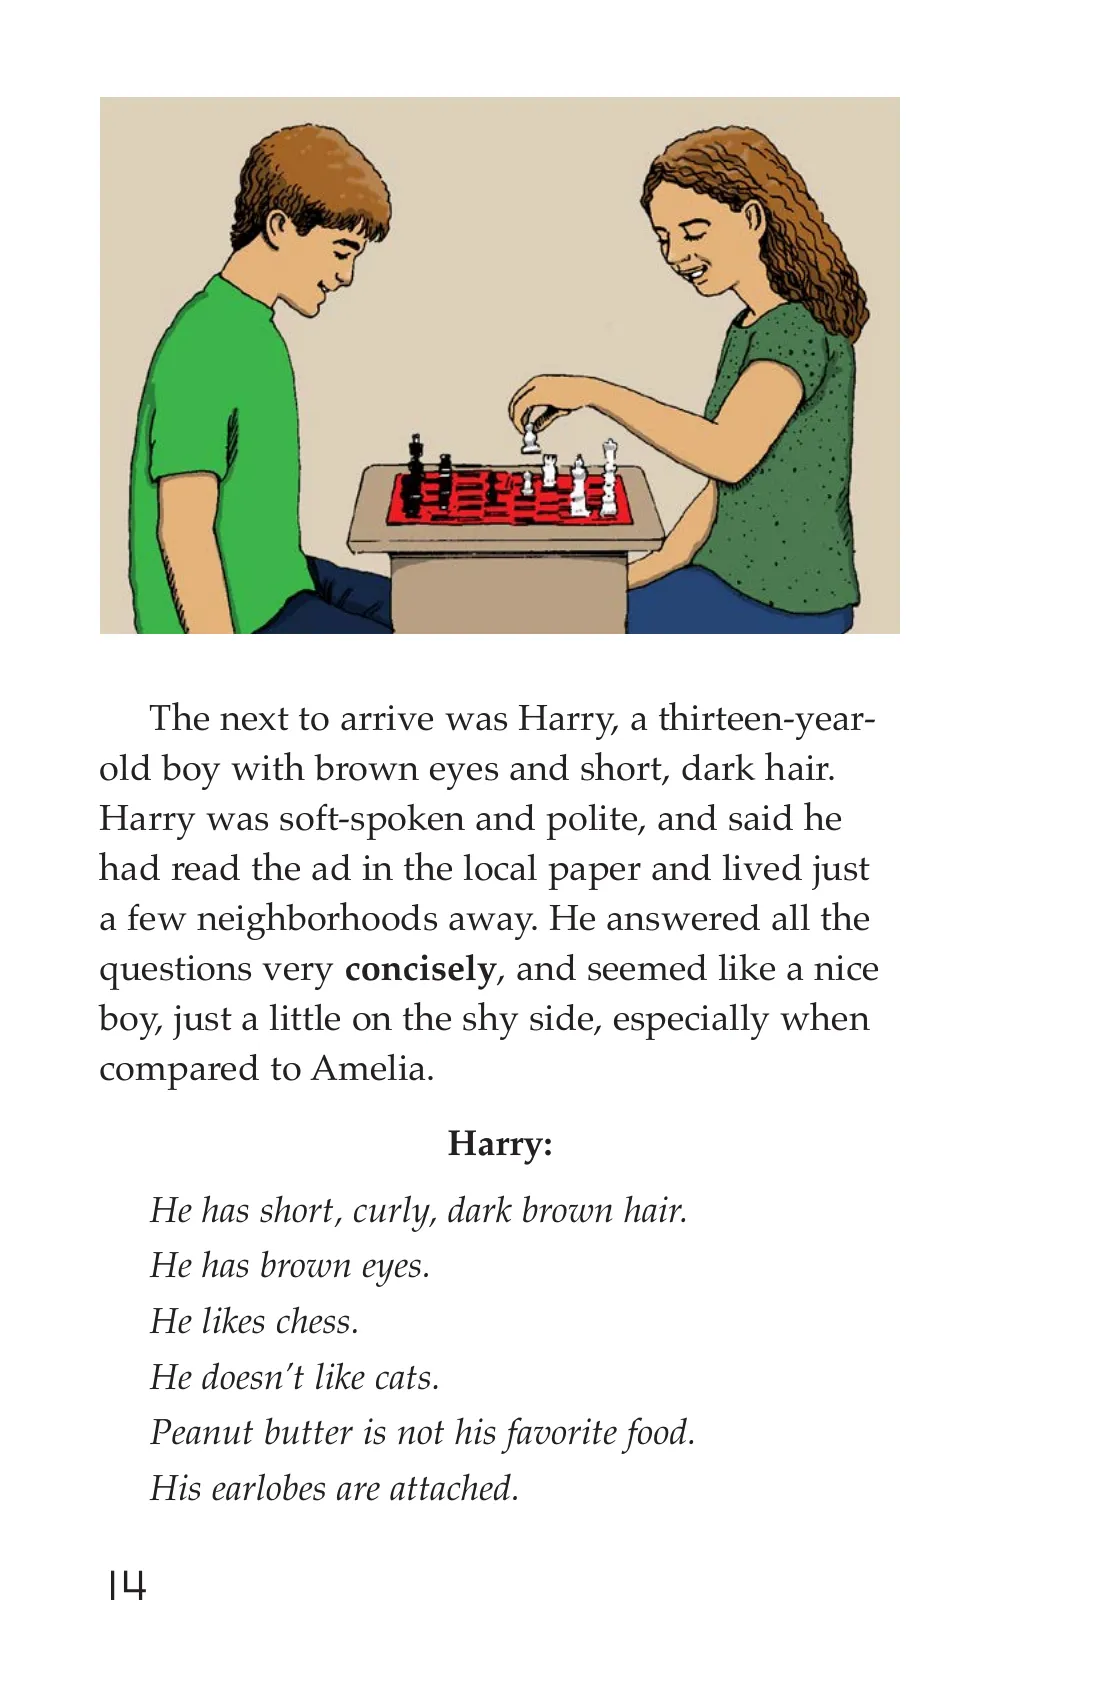 The next to arrive was Harry, a thirteen-year-
old boy with brown eyes and short, dark hair.
Harry was soft-spoken and polite, and said he
had read the ad in the local paper and lived just
a few neighborhoods away. He answered all the
questions very concisely, and seemed like a nice
boy, just a little on the shy side, especially when
compared to Amelia.
Harry:
He has short, curly, dark brown hair.
He has brown eyes.
He likes chess.
He doesn’t like cats.
Peanut butter is not his favorite food.
His earlobes are attached.
14